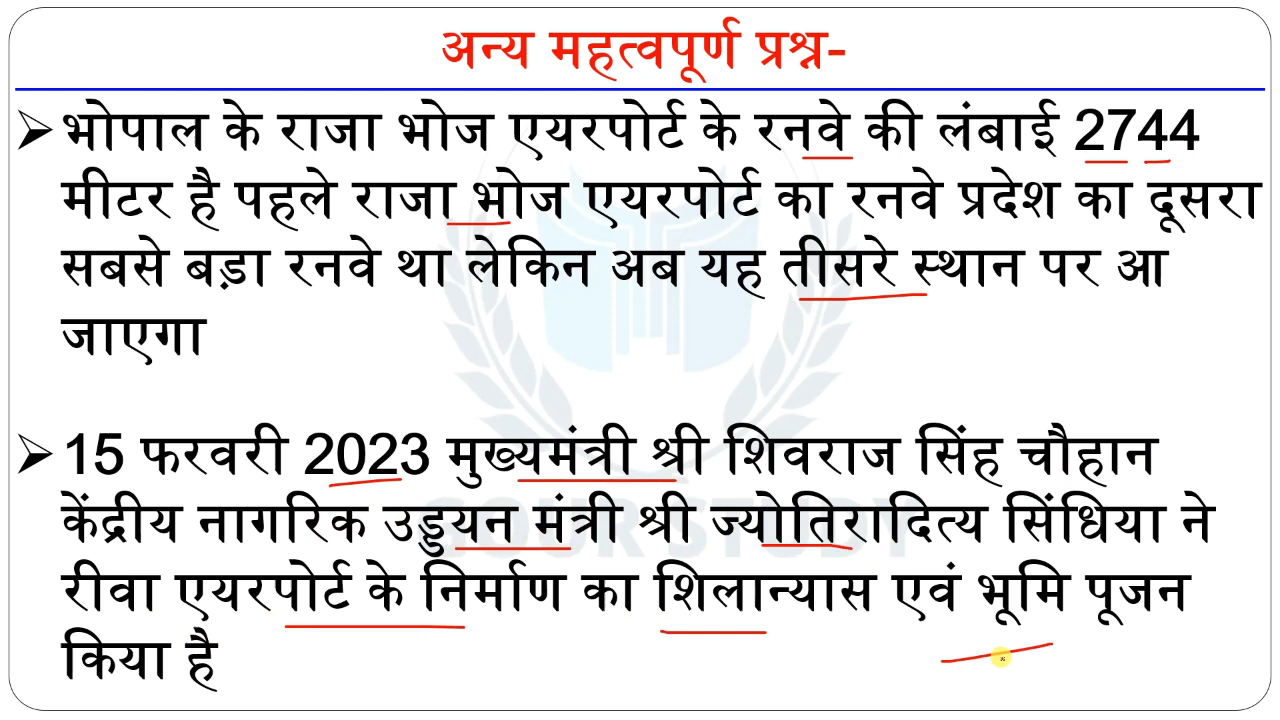 अन्य महत्वपूर्ण प्रश्न-
भोपाल के राजा भोज एयरपोर्ट के रनवे की लंबाई 2744
मीटर है पहले राजा भोज एयरपोर्ट का रनवे प्रदेश का दूसरा
सबसे बड़ा रनवे था लेकिन अब यह तीसरे स्थान पर आ
जाएगा
15 फरवरी 2023 मुख्यमंत्री श्री शिवराज सिंह चौहान
केंद्रीय नागरिक उड्डयन मंत्री श्री ज्योतिरादित्य सिंधिया ने
रीवा एयरपोर्ट के निर्माण का शिलान्यास एवं भूमि पूजन
किया है